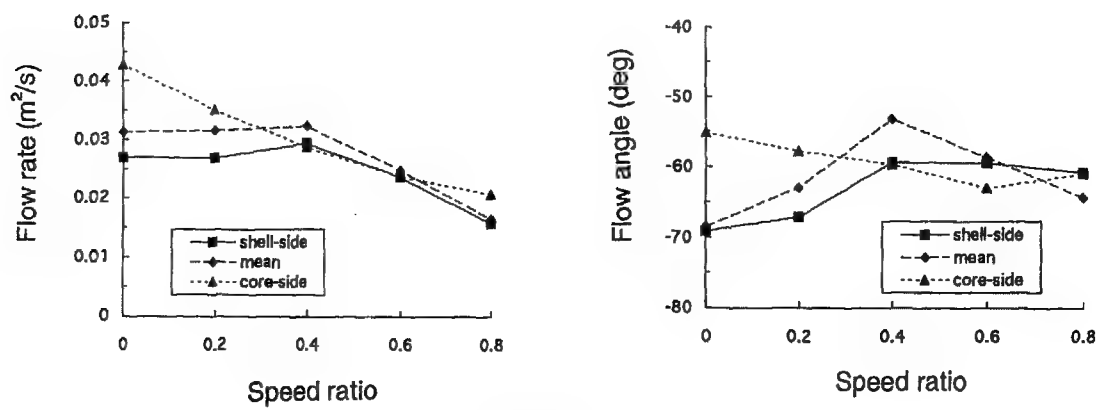 0.05
0.04
0.03
0.02
0.01
0
Flow rate (m²/s)
shell-side
mean
core-side
0 0.2 0.4 0.6 0.8
Speed ratio
-40
-50
-60
-70
-80
Flow angle (deg)
shell-side
mean
core-side
0 0.2 0.4 0.6 0.8
Speed ratio